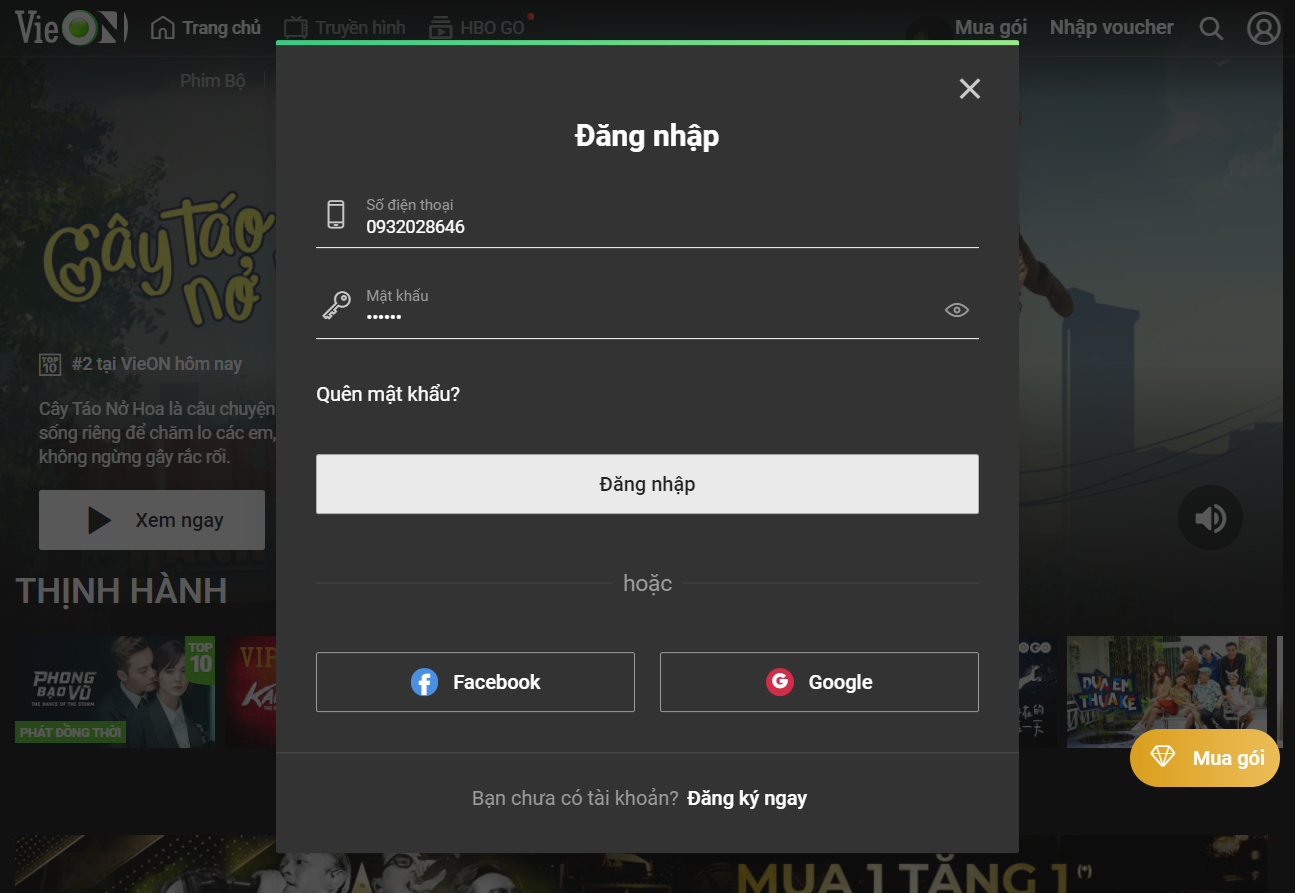 VieON
Trang chủ
Truyền hình
HBO GO
Mua gói
Nhập voucher
Phim Bộ
Đăng nhập
Số điện thoại
0932028646
Mật khẩu
••••••
Quên mật khẩu?
Đăng nhập
hoặc
Facebook
Google
Bạn chưa có tài khoản? Đăng ký ngay
Cây táo
nở
TOP
10
#2 tại VieON hôm nay
Cây Táo Nở Hoa là câu chuyện
sống riêng để chăm lo các em,
không ngừng gây rắc rối.
Xem ngay
THỊNH HÀNH
PHONG
BẠO VŨ
THE DANCE OF THE STORM
TOP
10
PHÁT ĐỒNG THỜI
VIP
DƯA EM
THUA KE
Mua gói
MUA 1 TẶNG 1 (*)